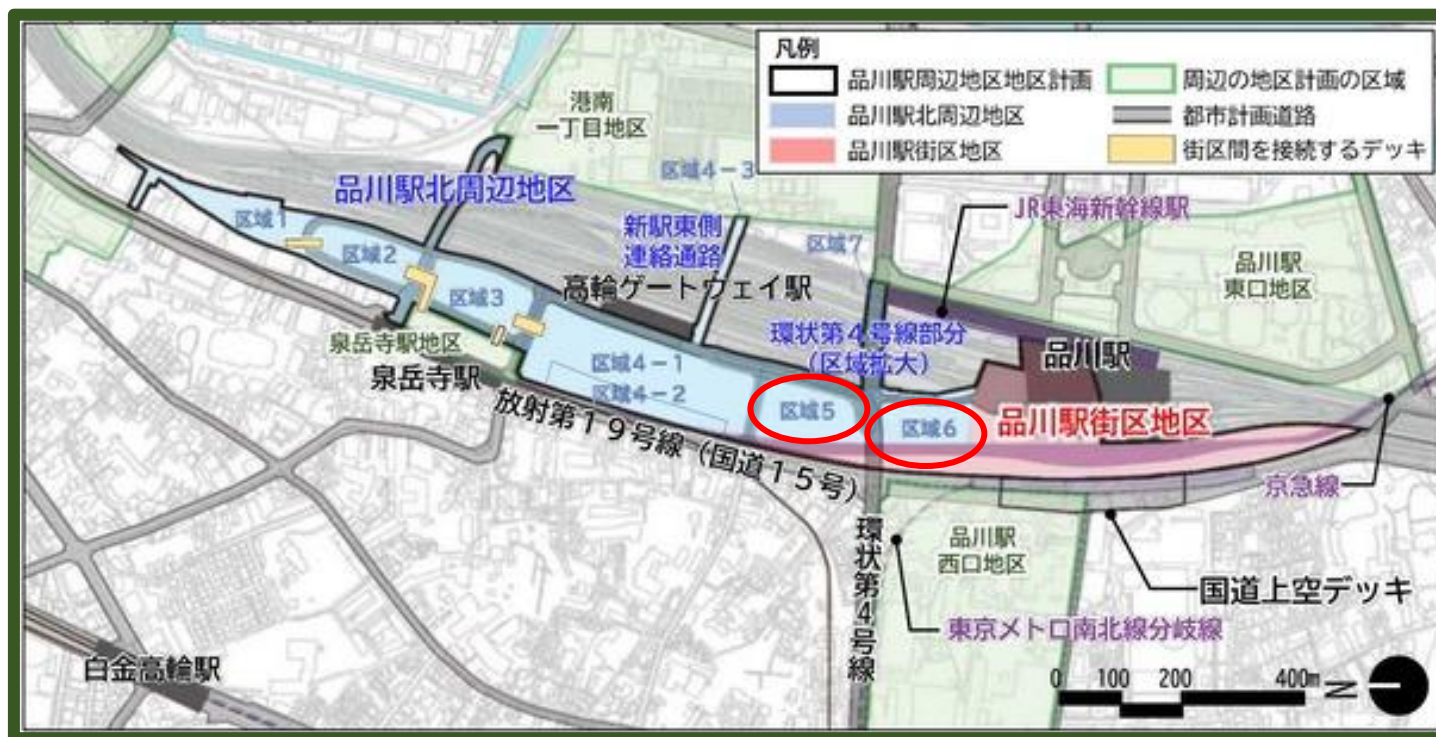 凡例
品川駅周辺地区地区計画
周辺の地区計画の区域
品川駅北周辺地区
都市計画道路
品川駅街区地区
街区間を接続するデッキ
港南
一丁目地区
区域4-3
品川駅北周辺地区
JR東海新幹線駅
区域1
新駅東側
連絡通路
区域7
区域2
品川駅
東口地区
高輪ゲートウェイ駅
区域3
泉岳寺駅地区
環状第4号線部分
(区域拡大)
品川駅
区域4-1
泉岳寺駅
区域4-2
区域5
区域6
品川駅街区地区
放射第19号線(国道15号)
京急線
環状第4号線
品川駅
西口地区
国道上空デッキ
東京メトロ南北線分岐線
白金高輪駅
0 100 200 400m
N